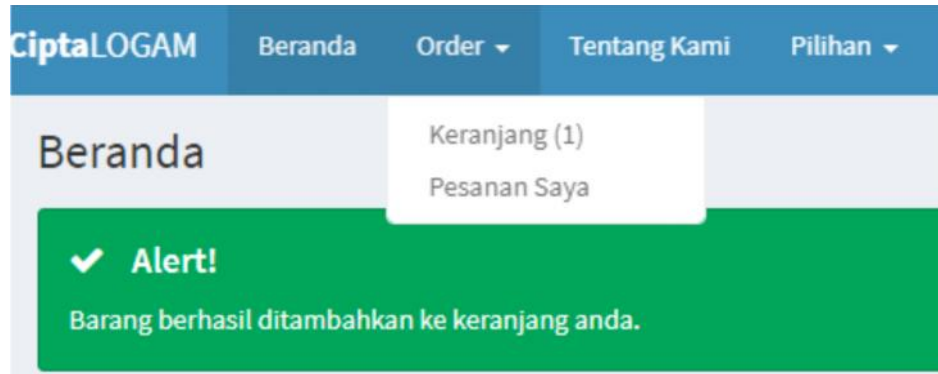 CiptaLOGAM Beranda Order Tentang Kami Pilihan
Keranjang (1)
Pesanan Saya
Beranda
Alert!
Barang berhasil ditambahkan ke keranjang anda.